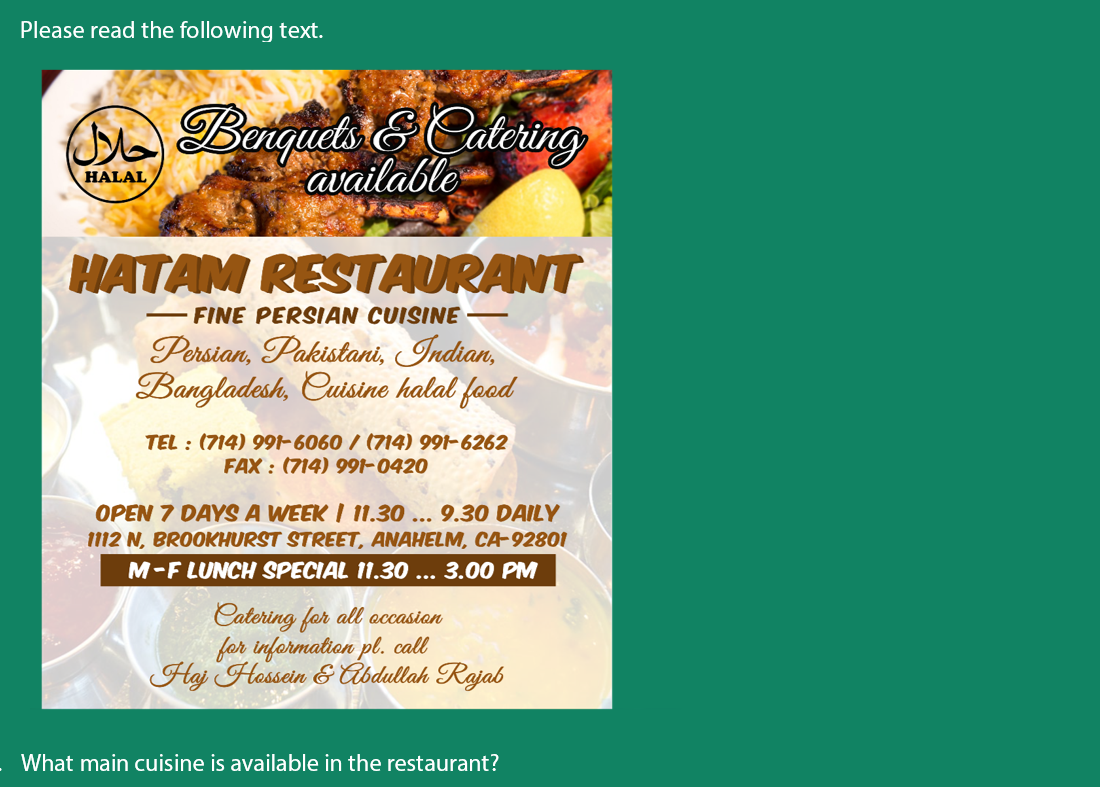 Please read the following text.
حلال
HALAL
Benquets & Catering
available
HATAM RESTAURANT
FINE PERSIAN CUISINE
Persian, Pakistani, Indian,
Bangladesh, Cuisine halal food
TEL : (714) 991-6060 / (714) 991-6262
FAX : (714) 991-0420
OPEN 7 DAYS A WEEK | 11.30 ... 9.30 DAILY
1112 N, BROOKHURST STREET, ANAHELM, CA-92801
M-F LUNCH SPECIAL 11.30 ... 3.00 PM
Catering for all occasion
for information pl. call
Haj Hossein & Abdullah Rajab
. What main cuisine is available in the restaurant?